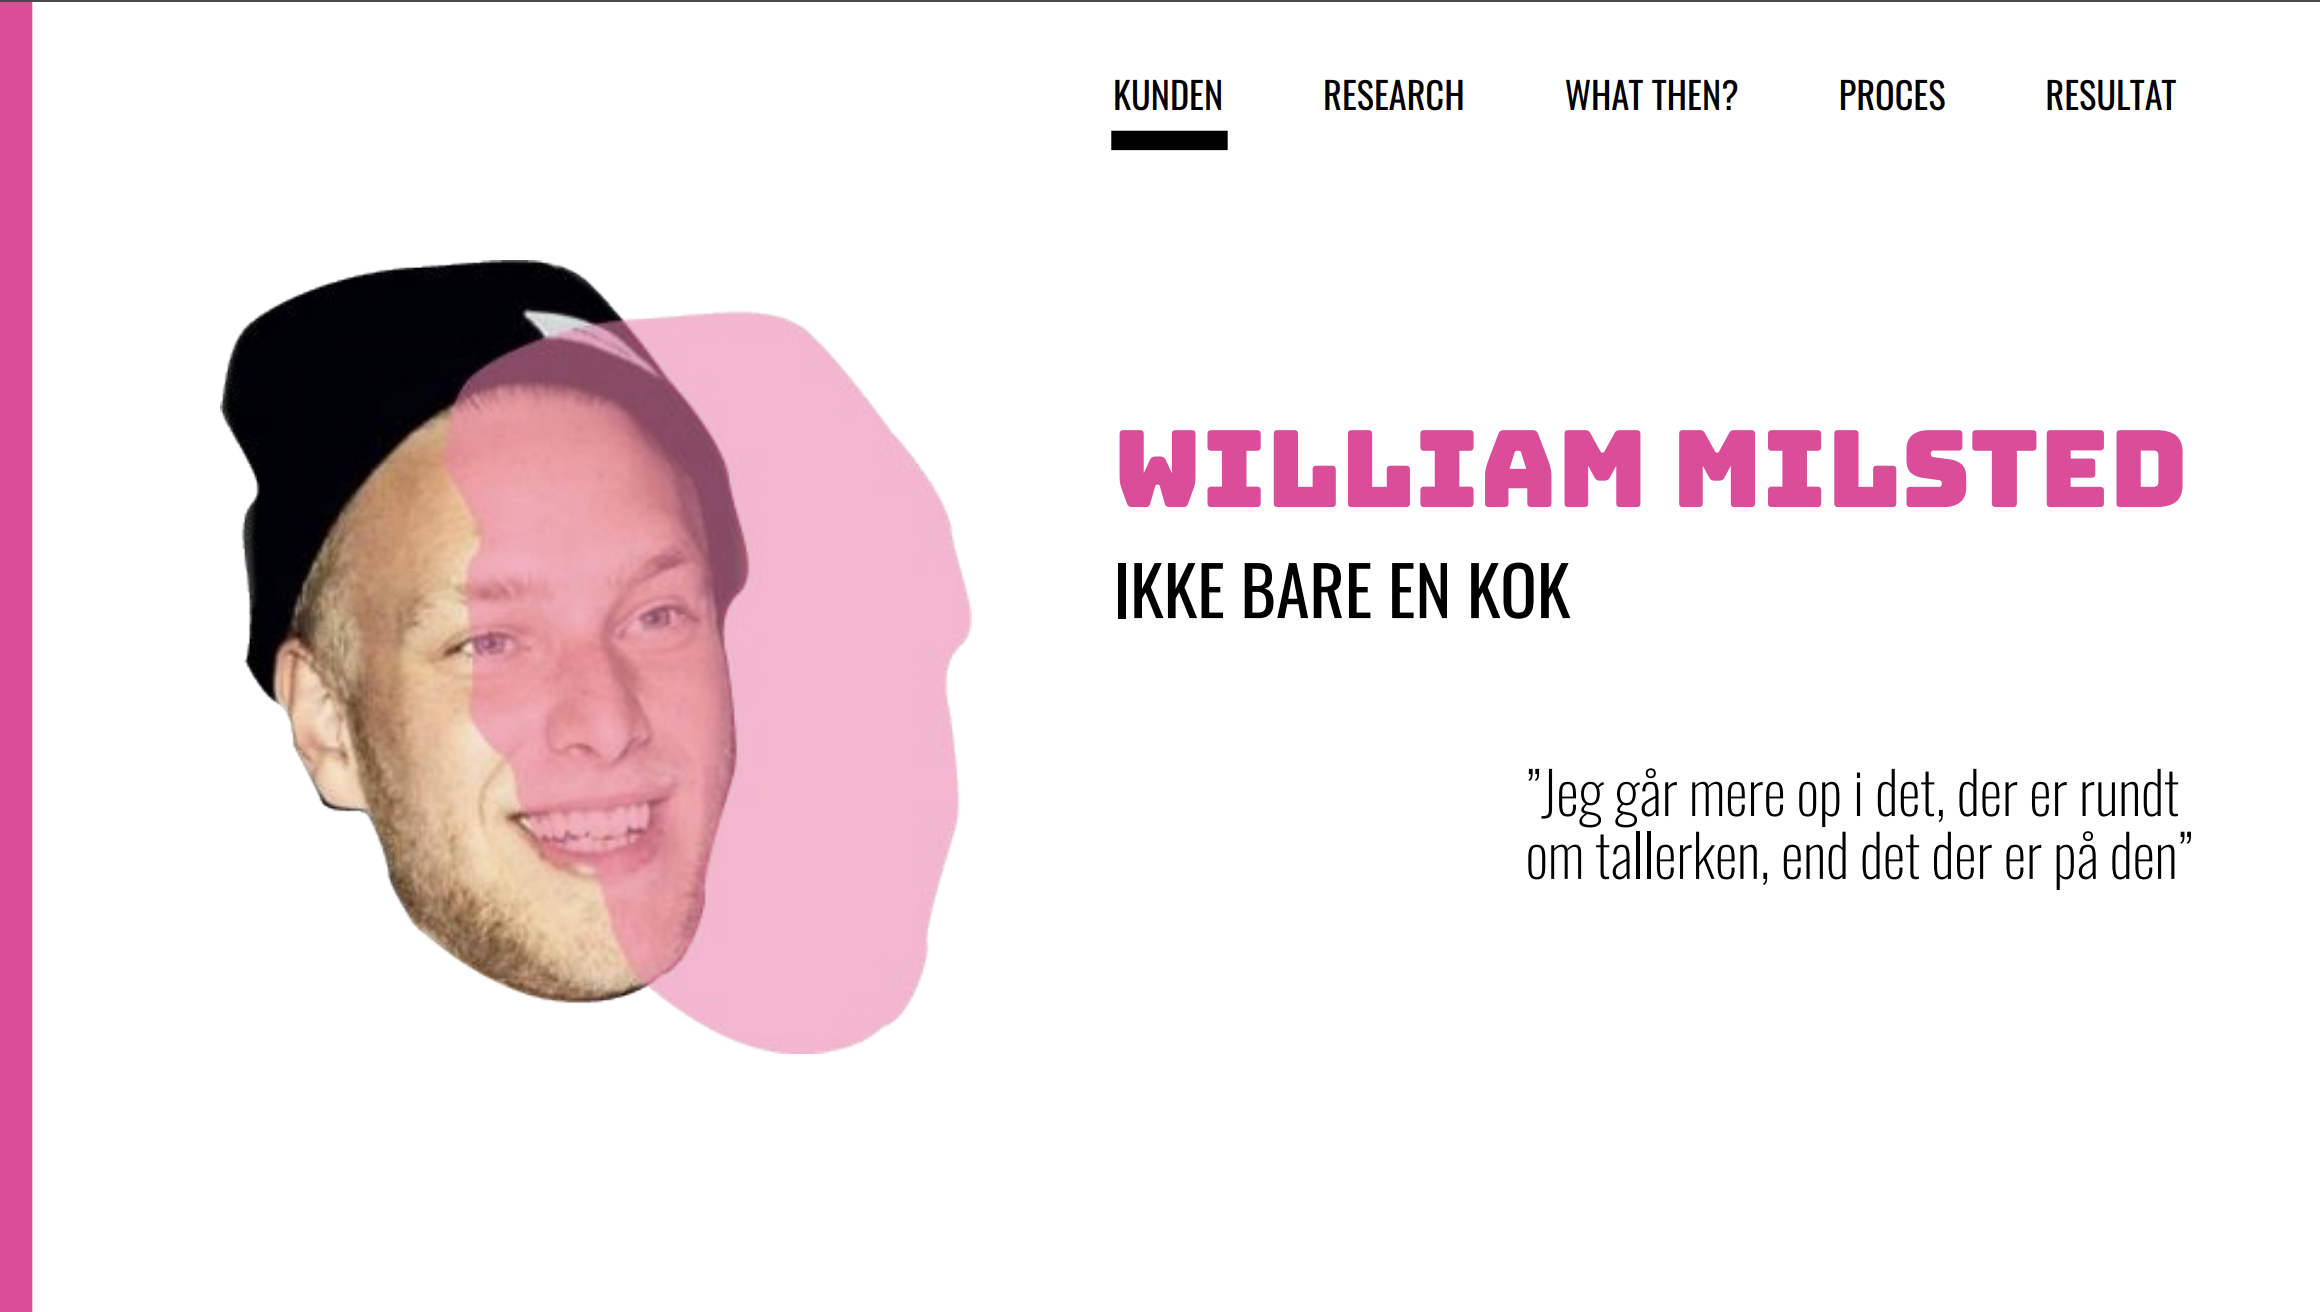 KUNDEN RESEARCH WHAT THEN? PROCES RESULTAT
WILLIAM MILSTED
IKKE BARE EN KOK
”Jeg går mere op i det, der er rundt
om tallerken, end det der er på den”